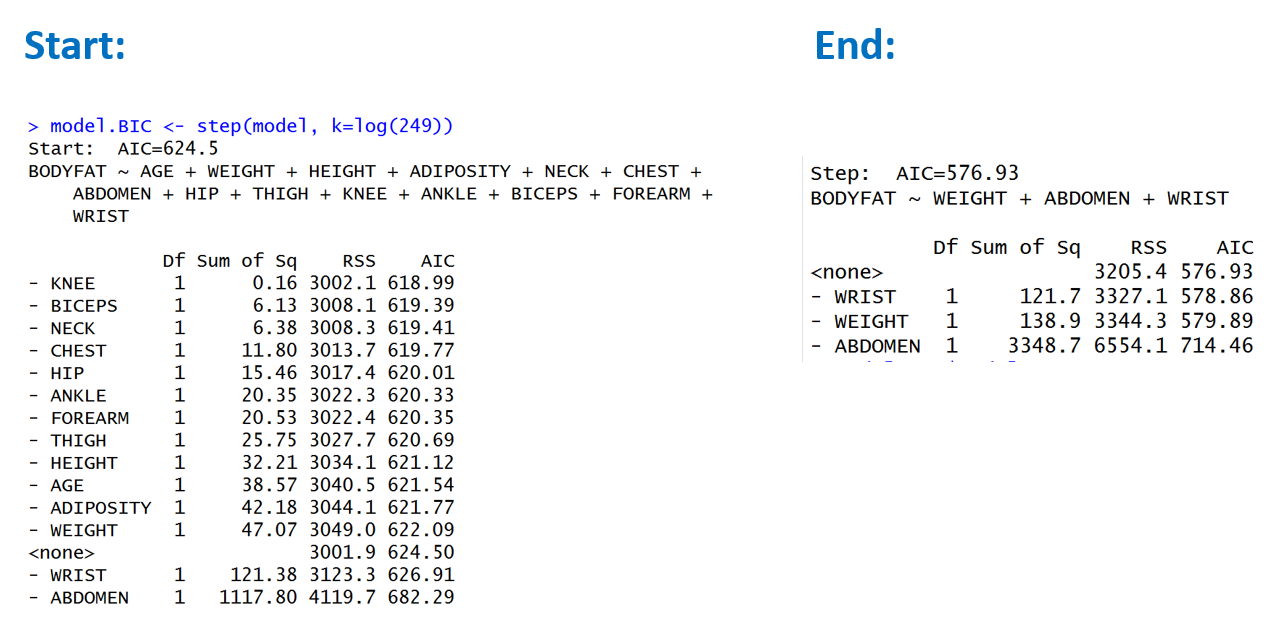 Start:
> model.BIC <- step(model, k=log(249))
Start:  AIC=624.5
BODYFAT ~ AGE + WEIGHT + HEIGHT + ADIPOSITY + NECK + CHEST +
    ABDOMEN + HIP + THIGH + KNEE + ANKLE + BICEPS + FOREARM +
    WRIST
            Df Sum of Sq    RSS    AIC
- KNEE       1      0.16 3002.1 618.99
- BICEPS     1      6.13 3008.1 619.39
- NECK       1      6.38 3008.3 619.41
- CHEST      1     11.80 3013.7 619.77
- HIP        1     15.46 3017.4 620.01
- ANKLE      1     20.35 3022.3 620.33
- FOREARM    1     20.53 3022.4 620.35
- THIGH      1     25.75 3027.7 620.69
- HEIGHT     1     32.21 3034.1 621.12
- AGE        1     38.57 3040.5 621.54
- ADIPOSITY  1     42.18 3044.1 621.77
- WEIGHT     1     47.07 3049.0 622.09
<none>                   3001.9 624.50
- WRIST      1    121.38 3123.3 626.91
- ABDOMEN    1   1117.80 4119.7 682.29
End:
Step:  AIC=576.93
BODYFAT ~ WEIGHT + ABDOMEN + WRIST
          Df Sum of Sq    RSS    AIC
<none>                 3205.4 576.93
- WRIST    1     121.7 3327.1 578.86
- WEIGHT   1     138.9 3344.3 579.89
- ABDOMEN  1    3348.7 6554.1 714.46